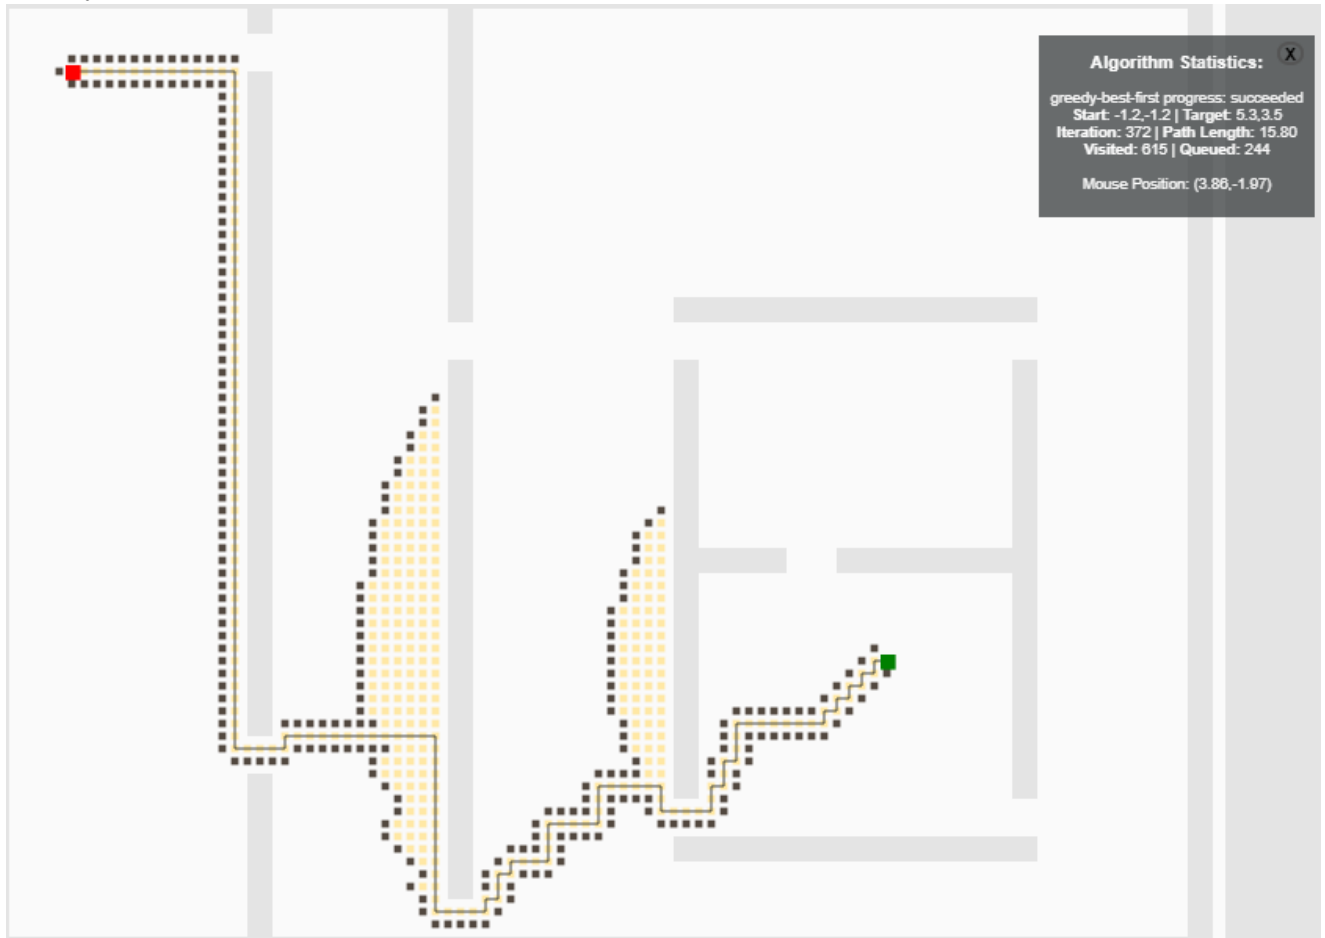 X
Algorithm Statistics:
greedy-best-first progress: succeeded
Start: -1.2,-1.2 | Target: 5.3,3.5
Iteration: 372 | Path Length: 15.80
Visited: 615 | Queued: 244
Mouse Position: (3.86,-1.97)